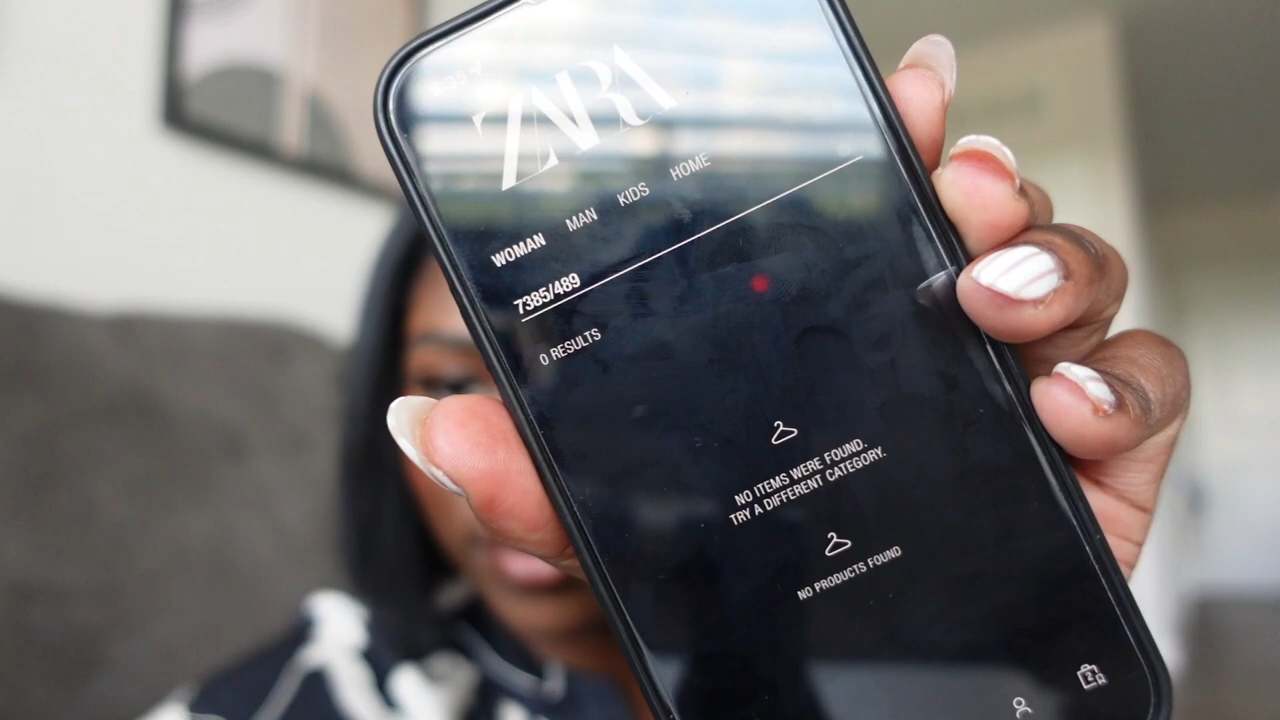 ZARA
WOMAN MAN KIDS HOME
7385/489
0 RESULTS
NO ITEMS WERE FOUND.
TRY A DIFFERENT CATEGORY.
NO PRODUCTS FOUND
2